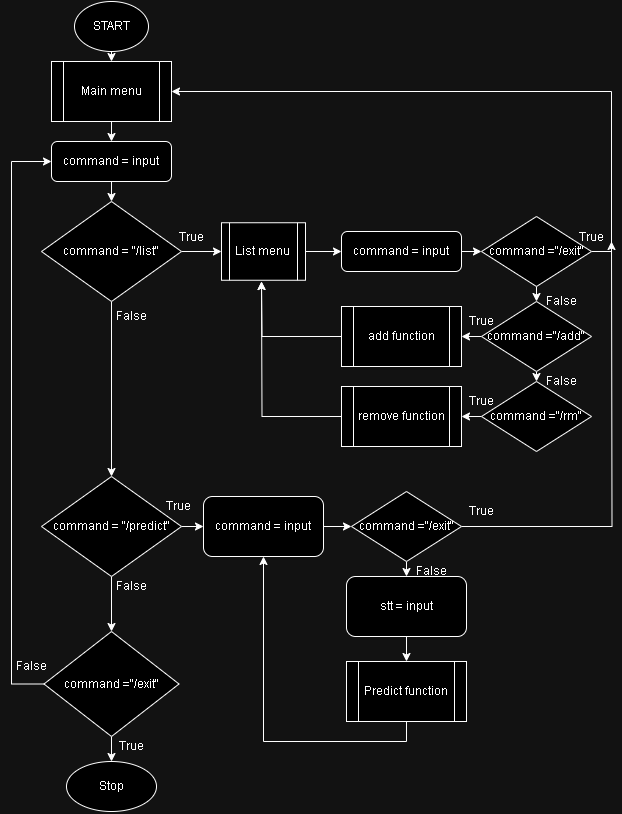 START
Main menu
command = input
command = "/list"
True
List menu
command = input
command ="/exit"
True
False
False
add function
True
command ="/add"
False
remove function
True
command ="/rm"
command = "/predict"
True
command = input
command ="/exit"
True
False
False
stt = input
False
command ="/exit"
Predict function
True
Stop